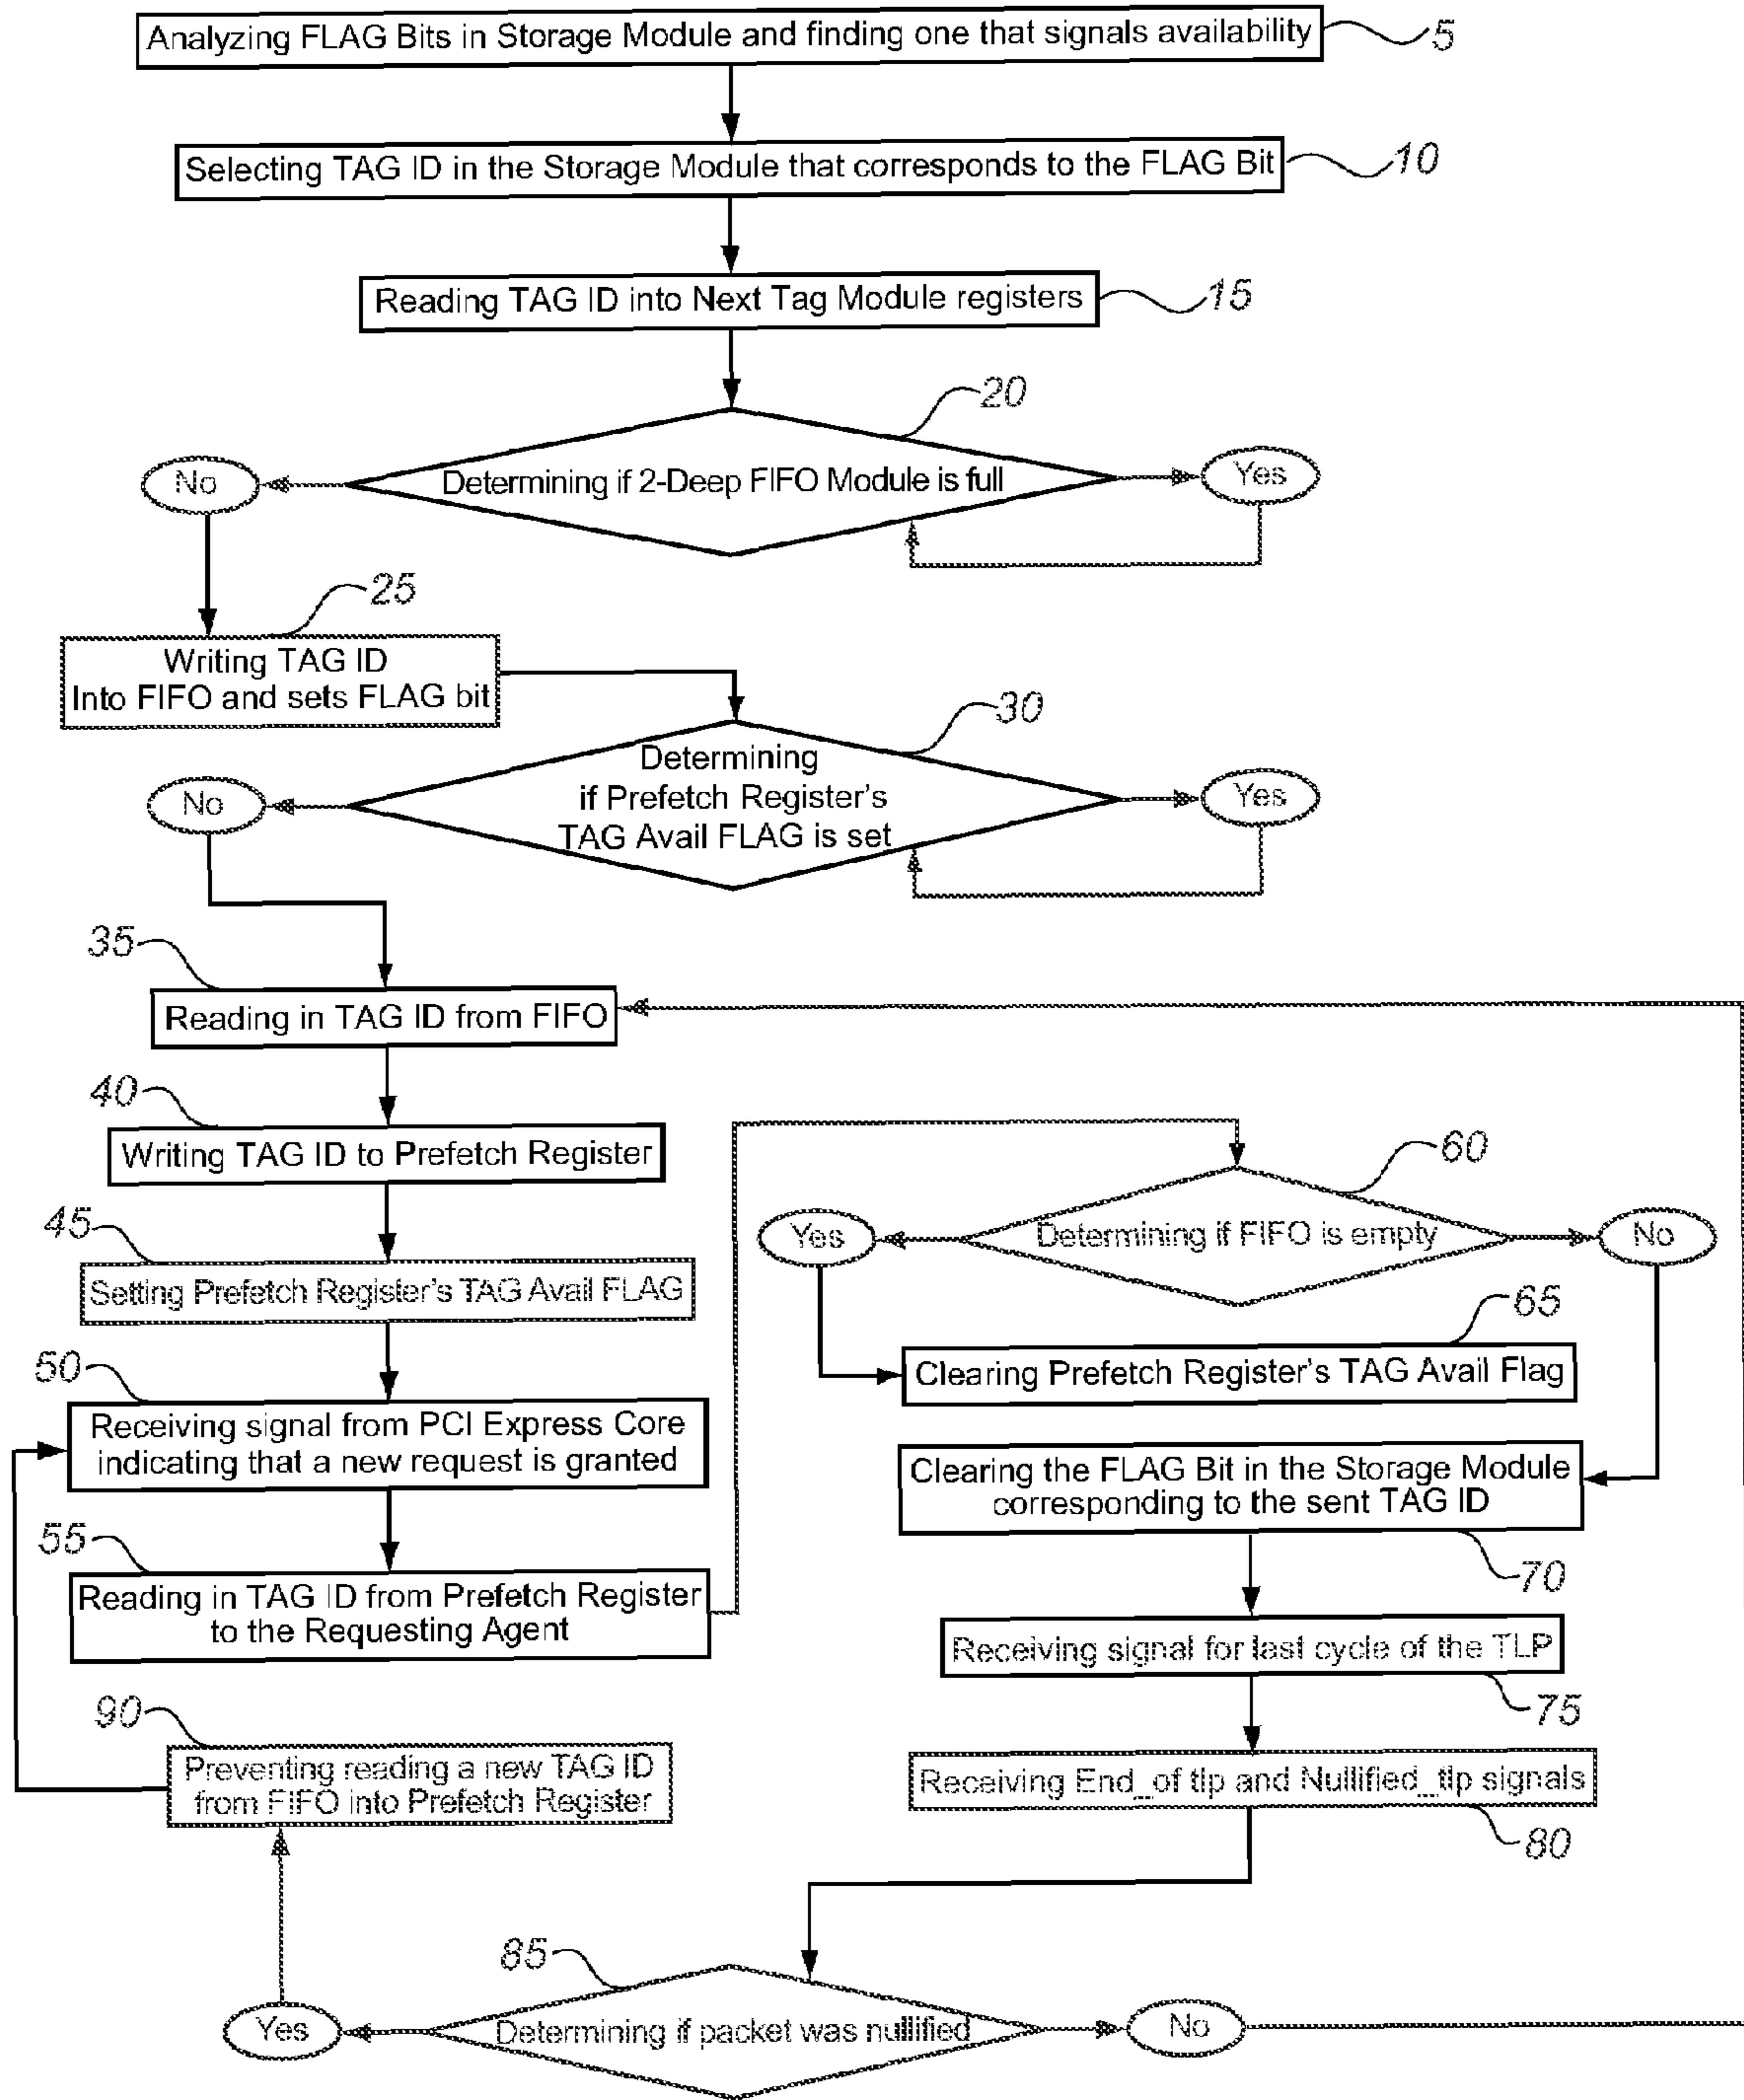 Analyzing FLAG Bits in Storage Module and finding one that signals availability
5
Selecting TAG ID in the Storage Module that corresponds to the FLAG Bit
10
Reading TAG ID into Next Tag Module registers
15
20
No
Determining if 2-Deep FIFO Module is full
Yes
25
Writing TAG ID
Into FIFO and sets FLAG bit
30
Determining
if Prefetch Register's
TAG Avail FLAG is set
No
Yes
35
Reading in TAG ID from FIFO
40
Writing TAG ID to Prefetch Register
45
Setting Prefetch Register's TAG Avail FLAG
50
Receiving signal from PCI Express Core
indicating that a new request is granted
55
Reading in TAG ID from Prefetch Register
to the Requesting Agent
60
Yes
Determining if FIFO is empty
No
65
Clearing Prefetch Register's TAG Avail Flag
Clearing the FLAG Bit in the Storage Module
corresponding to the sent TAG ID
70
Receiving signal for last cycle of the TLP
75
Receiving End_of tlp and Nullified_tlp signals
80
85
Yes
Determining if packet was nullified
No
90
Preventing reading a new TAG ID
from FIFO into Prefetch Register